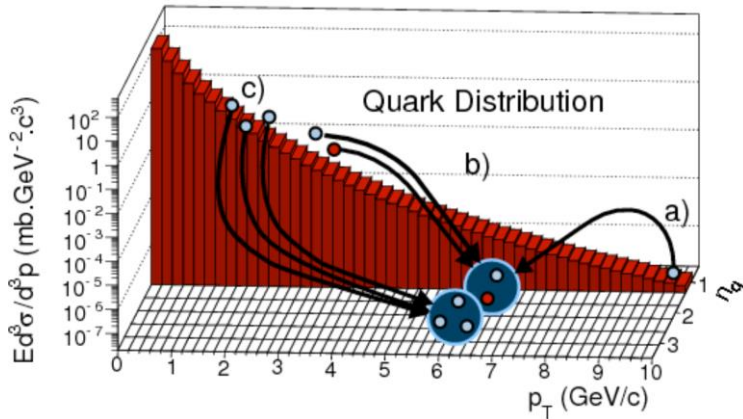 c)
Quark Distribution
b)
a)
Ed³σ/d³p (mb.GeV⁻².c³)
10²
10
1
10⁻¹
10⁻²
10⁻³
10⁻⁴
10⁻⁵
10⁻⁶
10⁻⁷
0 1 2 3 4 5 6 7 8 9 10
p_T (GeV/c)
1
2
3
n_q